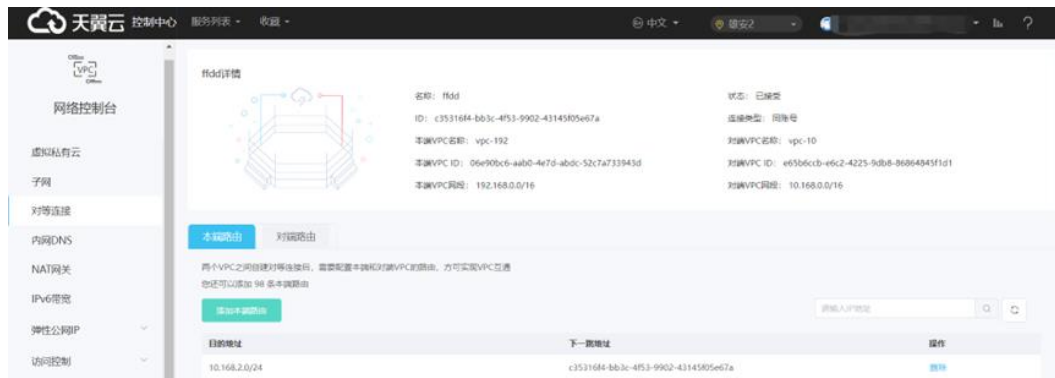 天翼云 控制中心 服务列表 收藏 中文 雄安2
VPC
网络控制台
虚拟私有云
子网
对等连接
内网DNS
NAT网关
IPv6带宽
弹性公网IP
访问控制
ffdd详情
名称: ffdd
状态: 已接受
ID: c35316f4-bb3c-4f53-9902-43145f05e67a
连接类型: 同账号
本端VPC名称: vpc-192
对端VPC名称: vpc-10
本端VPC ID: 06e90bc6-aab0-4e7d-abdc-52c7a733943d
对端VPC ID: e65b6ccb-e6c2-4225-9db8-86864845f1d1
本端VPC网段: 192.168.0.0/16
对端VPC网段: 10.168.0.0/16
本端路由 对端路由
两个VPC之间创建对等连接后，需要配置本端和对端VPC的路由，方可实现VPC互通
您还可以添加 98 条本端路由
添加本端路由
请输入IP地址
目的地址 下一跳地址 操作
10.168.2.0/24 c35316f4-bb3c-4f53-9902-43145f05e67a 删除